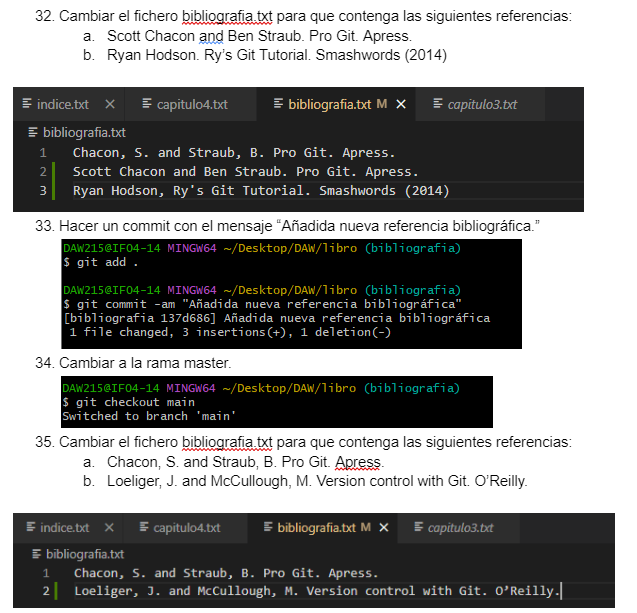 32. Cambiar el fichero bibliografia.txt para que contenga las siguientes referencias:
a. Scott Chacon and Ben Straub. Pro Git. Apress.
b. Ryan Hodson. Ry's Git Tutorial. Smashwords (2014)
indice.txt × capitulo4.txt bibliografia.txt M × capitulo3.txt
bibliografia.txt
1 Chacon, S. and Straub, B. Pro Git. Apress.
2 Scott Chacon and Ben Straub. Pro Git. Apress.
3 Ryan Hodson, Ry's Git Tutorial. Smashwords (2014)
33. Hacer un commit con el mensaje “Añadida nueva referencia bibliográfica.”
DAW215@IF04-14 MINGW64 ~/Desktop/DAW/libro (bibliografia)
$ git add .
DAW215@IF04-14 MINGW64 ~/Desktop/DAW/libro (bibliografia)
$ git commit -am "Añadida nueva referencia bibliográfica"
[bibliografia 137d686] Añadida nueva referencia bibliográfica
1 file changed, 3 insertions(+), 1 deletion(-)
34. Cambiar a la rama master.
DAW215@IF04-14 MINGW64 ~/Desktop/DAW/libro (bibliografia)
$ git checkout main
Switched to branch 'main'
35. Cambiar el fichero bibliografia.txt para que contenga las siguientes referencias:
a. Chacon, S. and Straub, B. Pro Git. Apress.
b. Loeliger, J. and McCullough, M. Version control with Git. O’Reilly.
indice.txt × capitulo4.txt bibliografia.txt M × capitulo3.txt
bibliografia.txt
1 Chacon, S. and Straub, B. Pro Git. Apress.
2 Loeliger, J. and McCullough, M. Version control with Git. O’Reilly.